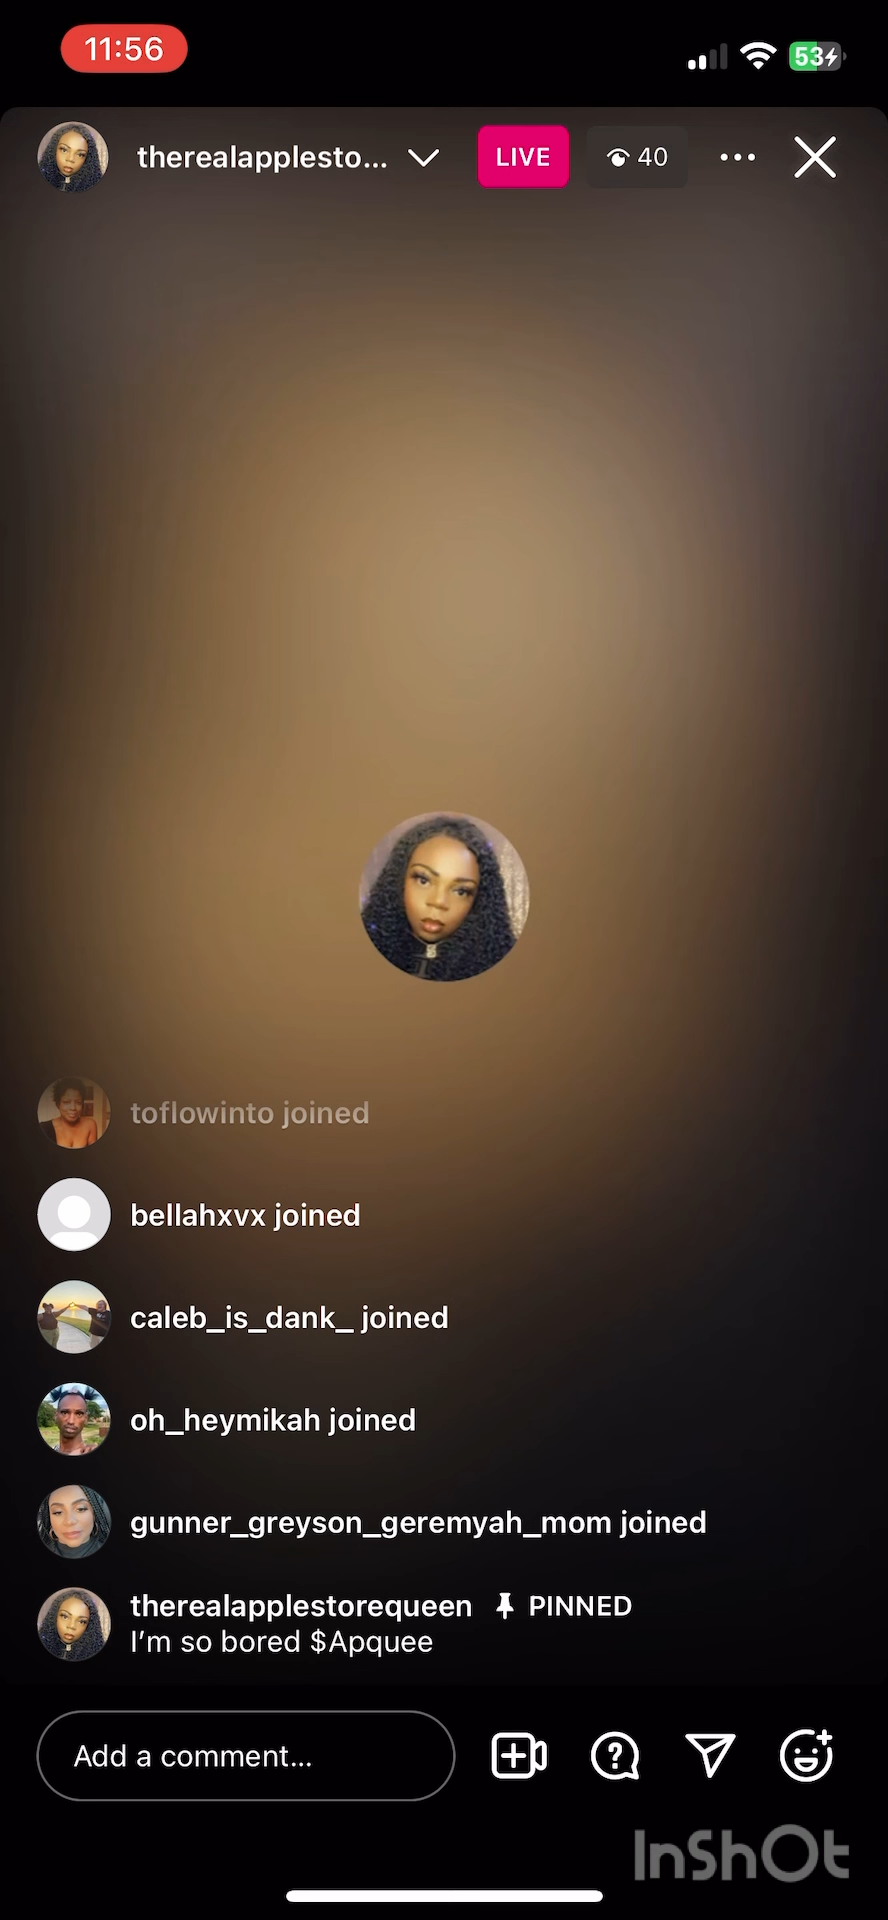 11:56
53
therealapplesto... LIVE 40
toflowinto joined
bellahxvx joined
caleb_is_dank_ joined
oh_heymikah joined
gunner_greyson_geremyah_mom joined
therealapplestorequeen PINNED
I’m so bored $Apquee
Add a comment...
InShOt